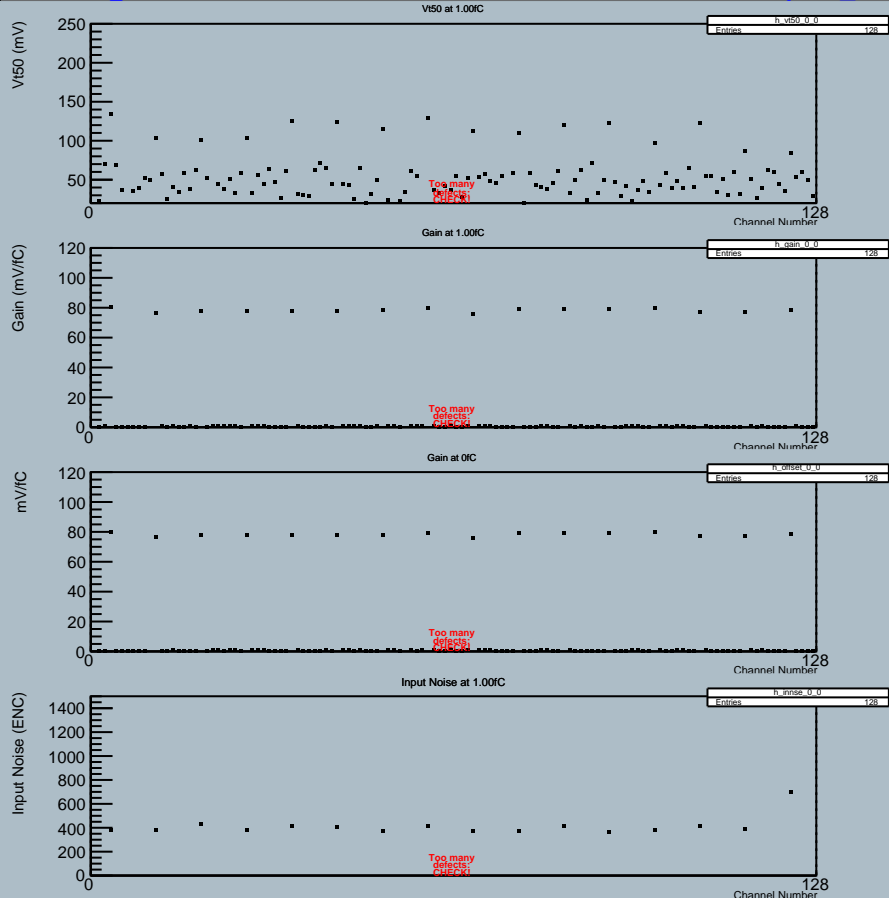 Vt50 at 1.00fC
h_vt50_0_0
Entries 128
Vt50 (mV)
250
200
150
100
50
Too many
defects:
CHECK!
0
128
Channel Number
Gain at 1.00fC
h_gain_0_0
Entries 128
Gain (mV/fC)
120
100
80
60
40
20
0
Too many
defects:
CHECK!
0
128
Channel Number
Gain at 0fC
h_offset_0_0
Entries 128
mV/fC
120
100
80
60
40
20
0
Too many
defects:
CHECK!
0
128
Channel Number
Input Noise at 1.00fC
h_innse_0_0
Entries 128
Input Noise (ENC)
1400
1200
1000
800
600
400
200
0
Too many
defects:
CHECK!
0
128
Channel Number